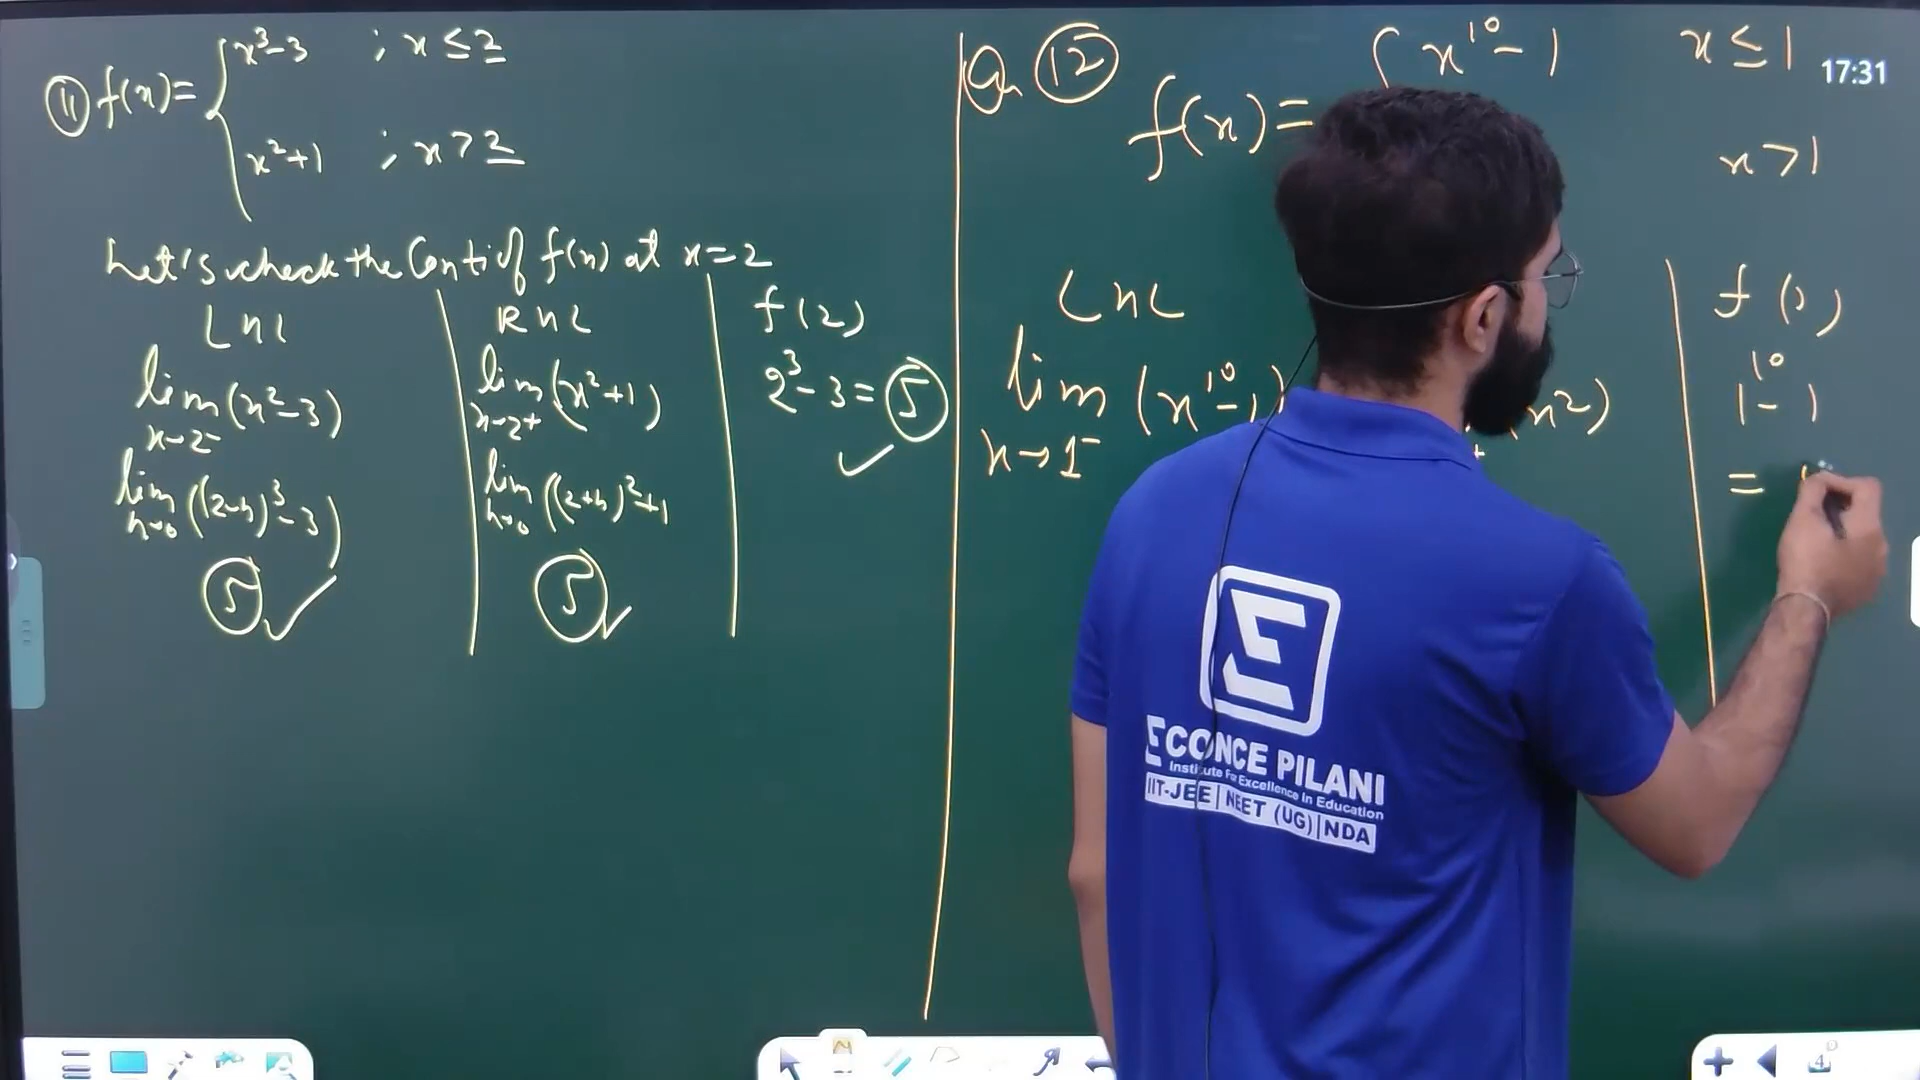 (11) f(x) = { x³-3 ; x ≤ 2
x²+1 ; x > 2
Let's check the Conti of f(x) at x = 2
LHL
lim (x²-3)
x→2⁻
lim ((2-h)³-3)
h→0
5 ✓
RHL
lim (x²+1)
x→2+
lim ((2+h)²+1
h→0
5 ✓
f(2)
2³-3 = 5
✓
Qn 12
f(x) = { x¹⁰-1 x ≤ 1
x > 1
LHL
lim (x¹⁰-1)
x→1⁻
x²)
+
f( )
1¹⁰-1
=
17:31
ECONCE PILANI
Institute For Excellence In Education
IIT-JEE | NEET (UG) | NDA
4